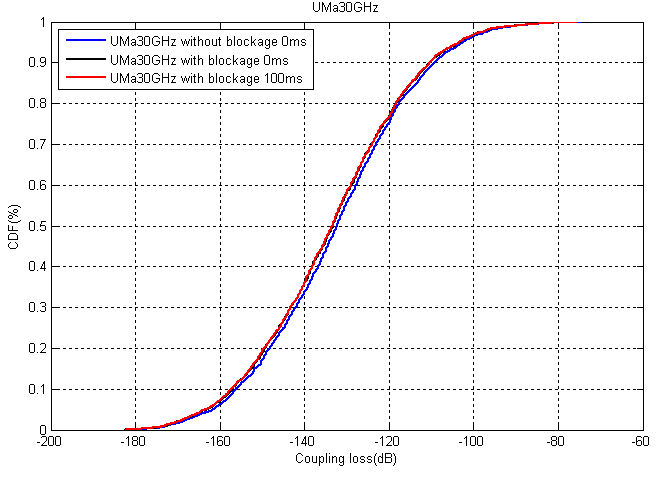 UMa30GHz
UMa30GHz without blockage 0ms
UMa30GHz with blockage 0ms
UMa30GHz with blockage 100ms
1
0.9
0.8
0.7
0.6
0.5
0.4
0.3
0.2
0.1
0
CDF(%)
-200 -180 -160 -140 -120 -100 -80 -60
Coupling loss(dB)